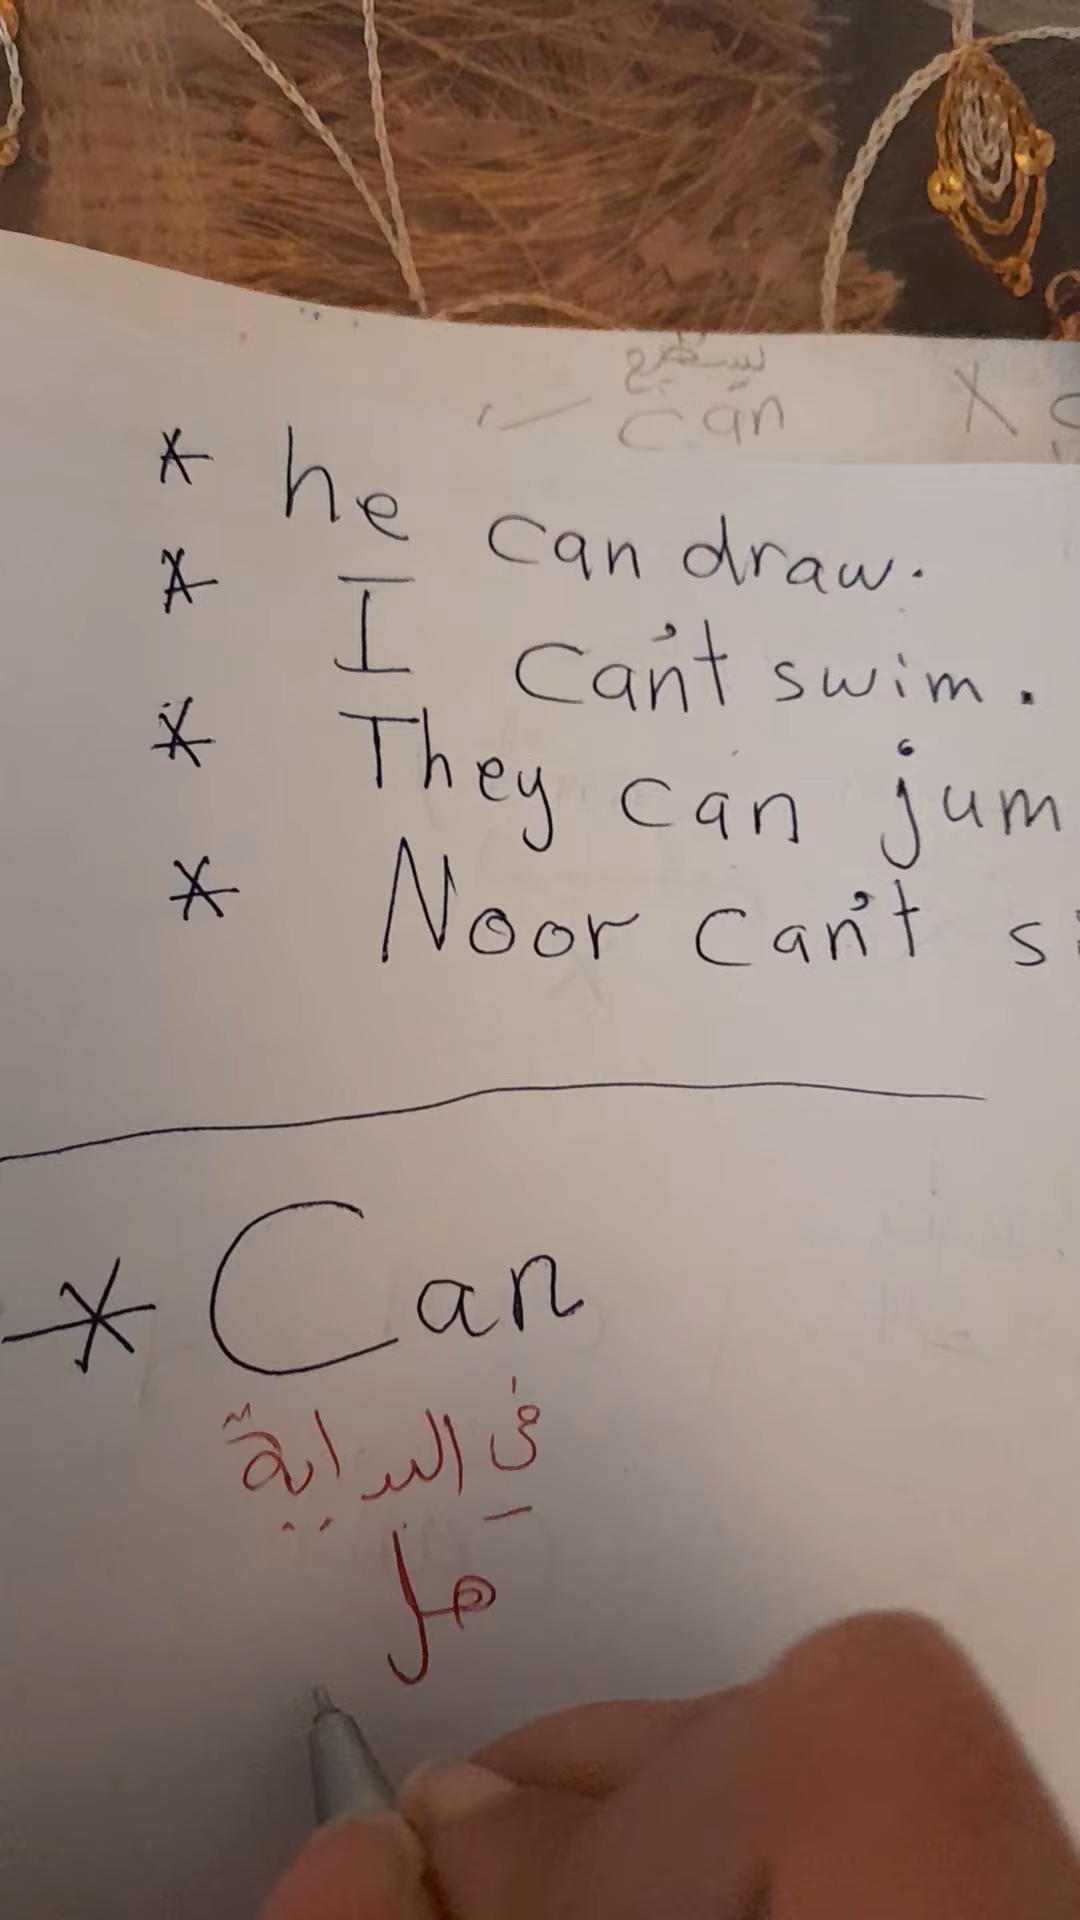 يستطيع
can
* he can draw.
* I can't swim.
* They can jum
* Noor can't s
* Can
في البداية
هل